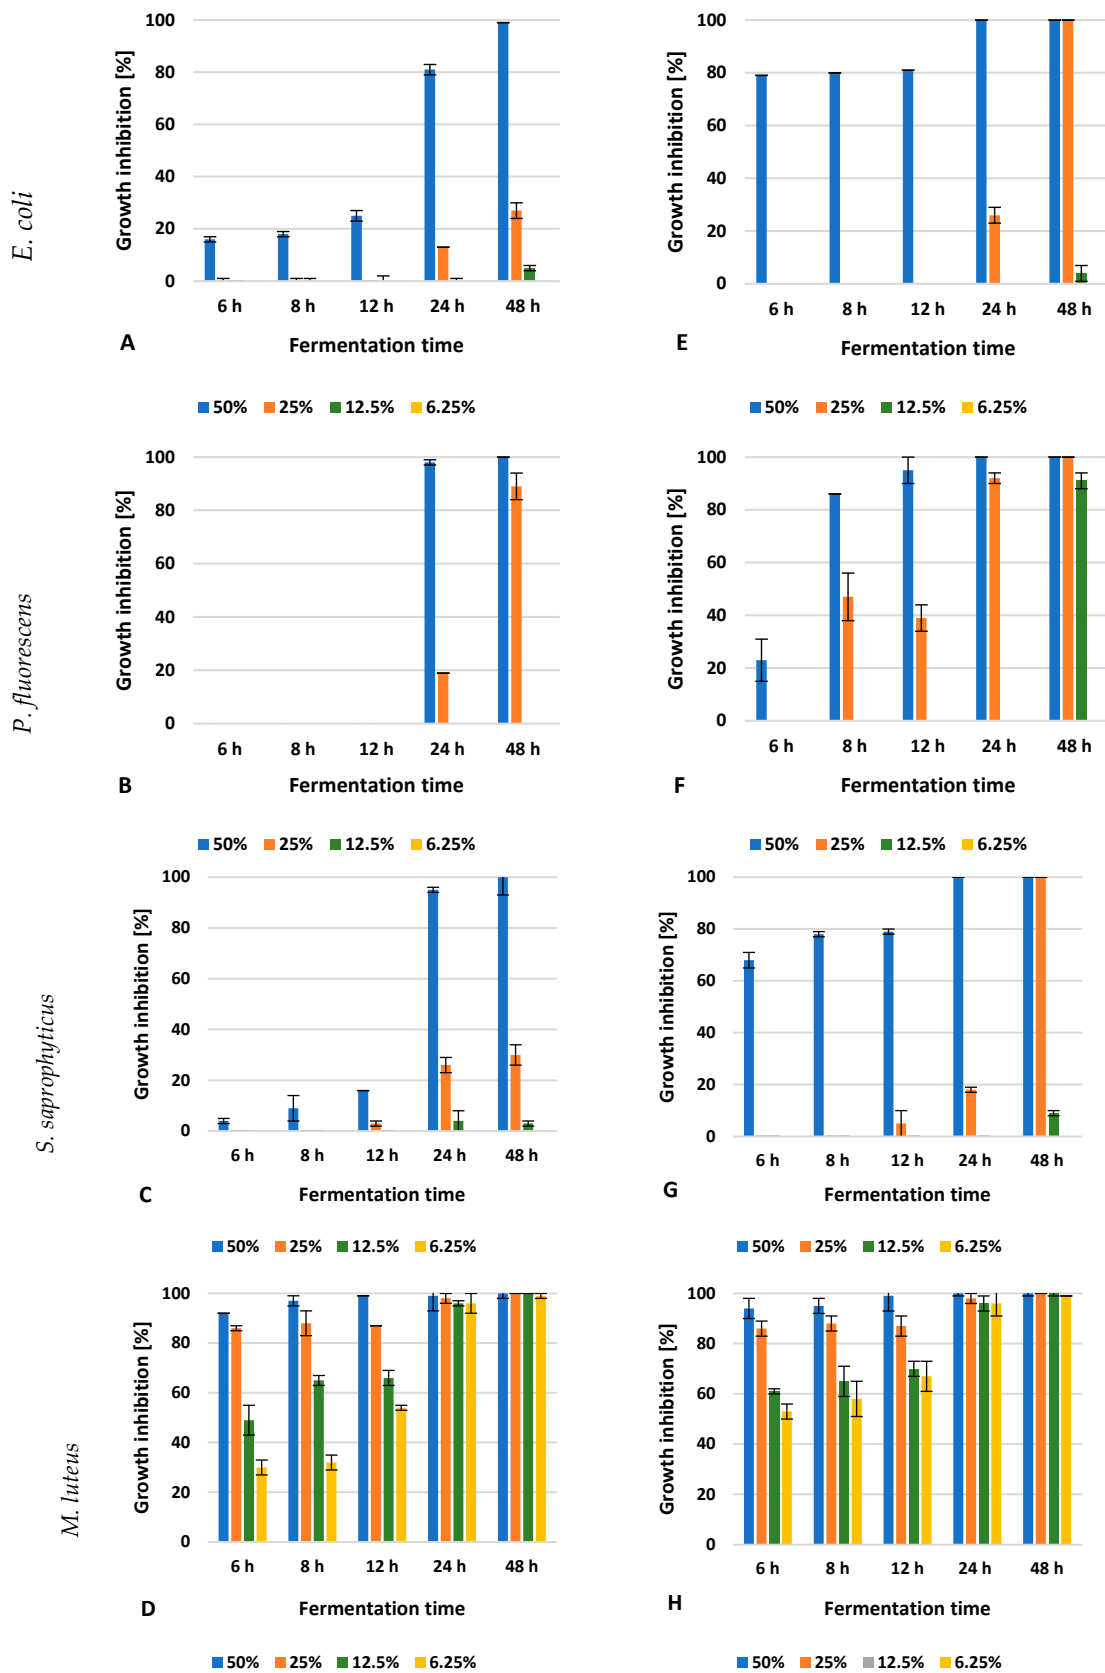 E. coli
Growth inhibition [%]
100
80
60
40
20
0
6 h 8 h 12 h 24 h 48 h
A
Fermentation time
50% 25% 12.5% 6.25%
Growth inhibition [%]
100
80
60
40
20
0
6 h 8 h 12 h 24 h 48 h
E
Fermentation time
50% 25% 12.5% 6.25%
P. fluorescens
Growth inhibition [%]
100
80
60
40
20
0
6 h 8 h 12 h 24 h 48 h
B
Fermentation time
50% 25% 12.5% 6.25%
Growth inhibition [%]
100
80
60
40
20
0
6 h 8 h 12 h 24 h 48 h
F
Fermentation time
50% 25% 12.5% 6.25%
S. saprophyticus
Growth inhibition [%]
100
80
60
40
20
0
6 h 8 h 12 h 24 h 48 h
C
Fermentation time
50% 25% 12.5% 6.25%
Growth inhibition [%]
100
80
60
40
20
0
6 h 8 h 12 h 24 h 48 h
G
Fermentation time
50% 25% 12.5% 6.25%
M. luteus
Growth inhibition [%]
100
80
60
40
20
0
6 h 8 h 12 h 24 h 48 h
D
Fermentation time
50% 25% 12.5% 6.25%
Growth inhibition [%]
100
80
60
40
20
0
6 h 8 h 12 h 24 h 48 h
H
Fermentation time
50% 25% 12.5% 6.25%